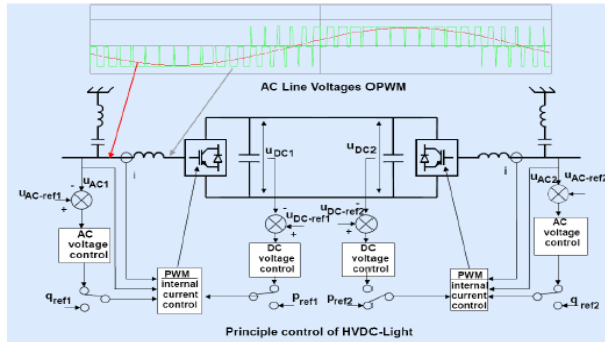 AC Line Voltages OPWM
uDC1
uDC2
uAC1
i
i
uAC2
uAC-ref1
uAC-ref2
-
+
-
+
uDC-ref1
uDC-ref2
-
+
-
+
AC
voltage
control
DC
voltage
control
DC
voltage
control
AC
voltage
control
PWM
internal
current
control
PWM
internal
current
control
qref1
pref1
pref2
q ref2
Principle control of HVDC-Light